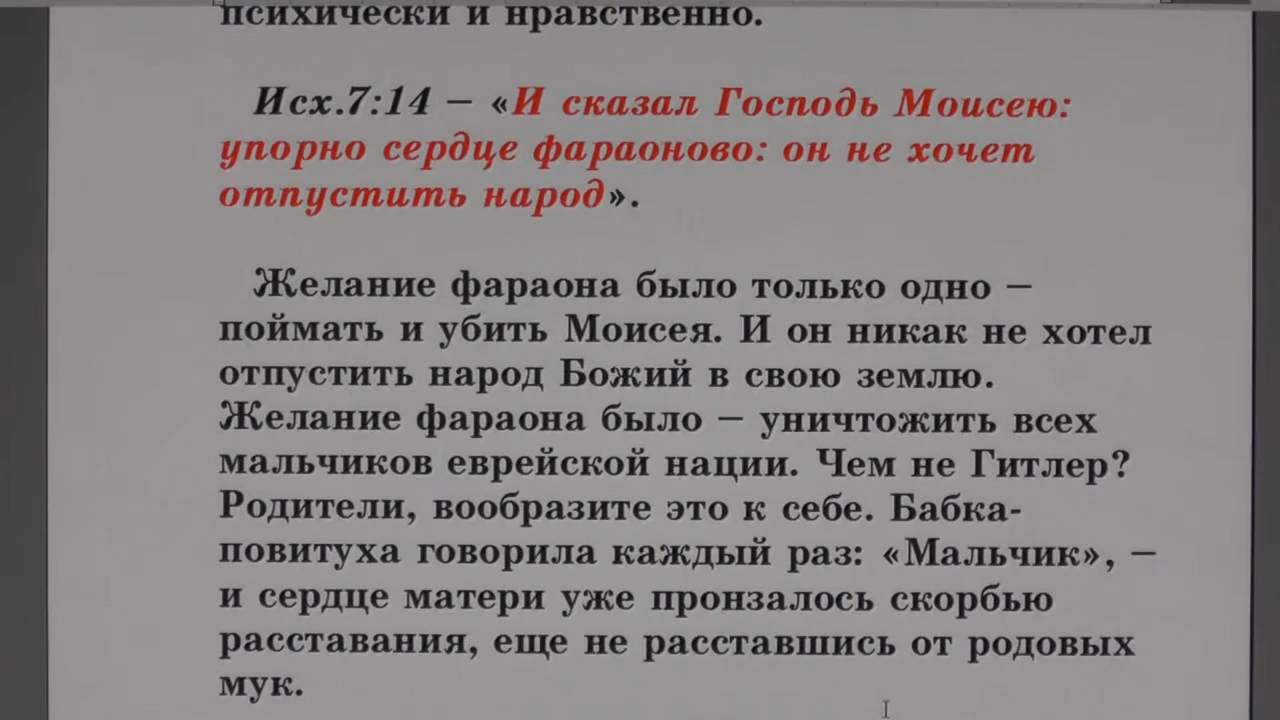 психически и нравственно.
Исх.7:14 – «И сказал Господь Моисею:
упорно сердце фараоново: он не хочет
отпустить народ».
Желание фараона было только одно –
поймать и убить Моисея. И он никак не хотел
отпустить народ Божий в свою землю.
Желание фараона было – уничтожить всех
мальчиков еврейской нации. Чем не Гитлер?
Родители, вообразите это к себе. Бабка-
повитуха говорила каждый раз: «Мальчик», –
и сердце матери уже пронзалось скорбью
расставания, еще не расставшись от родовых
мук.